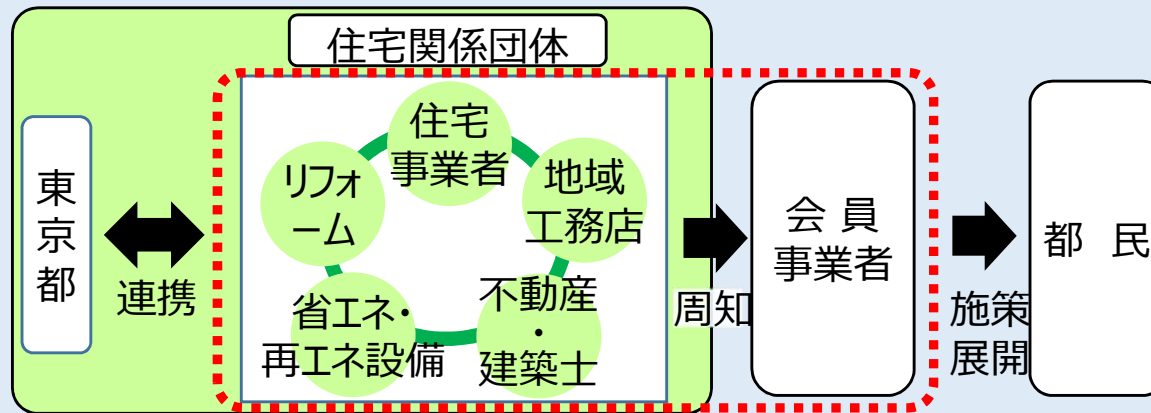 住宅関係団体
東
京
都
連携
住宅
事業者
リフォ
ーム
地域
工務店
省エネ・
再エネ設備
不動産
・
建築士
周知
会 員
事業者
施策
展開
都 民